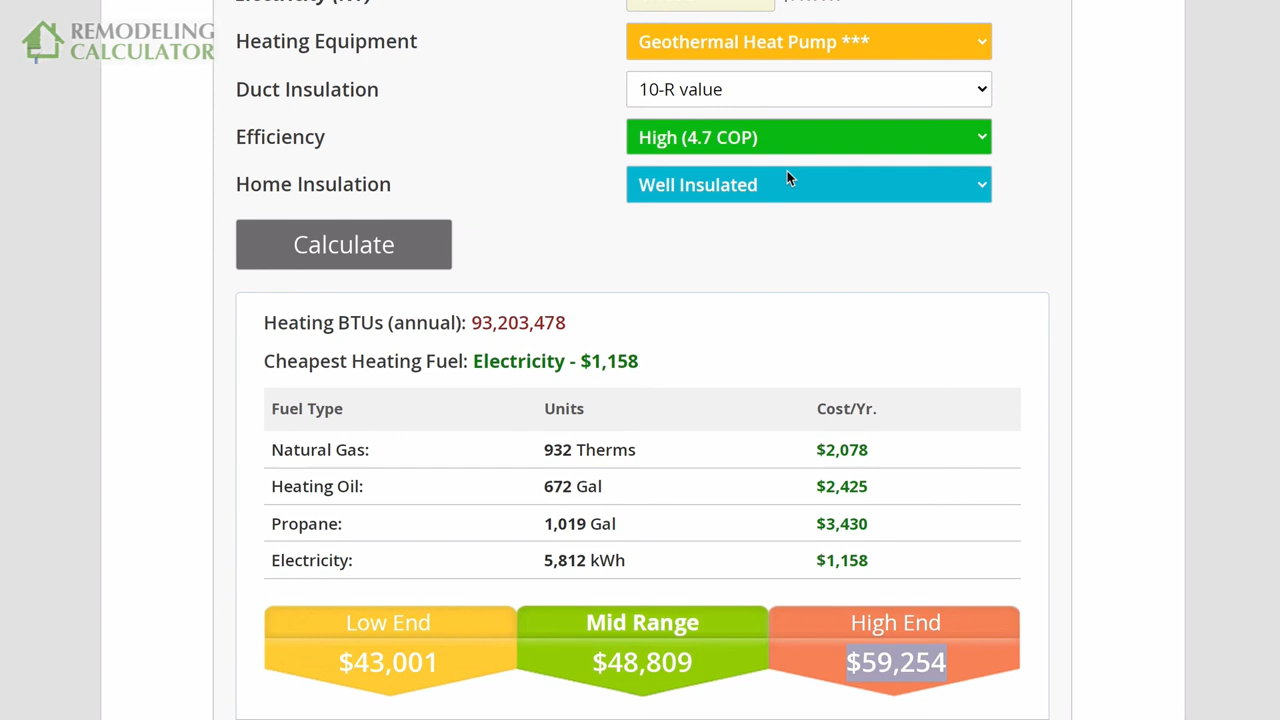 REMODELING
CALCULATOR
Heating Equipment
Geothermal Heat Pump ***
Duct Insulation
10-R value
Efficiency
High (4.7 COP)
Home Insulation
Well Insulated
Calculate
Heating BTUs (annual): 93,203,478
Cheapest Heating Fuel: Electricity - $1,158
Fuel Type Units Cost/Yr.
Natural Gas: 932 Therms $2,078
Heating Oil: 672 Gal $2,425
Propane: 1,019 Gal $3,430
Electricity: 5,812 kWh $1,158
Low End Mid Range High End
$43,001 $48,809 $59,254